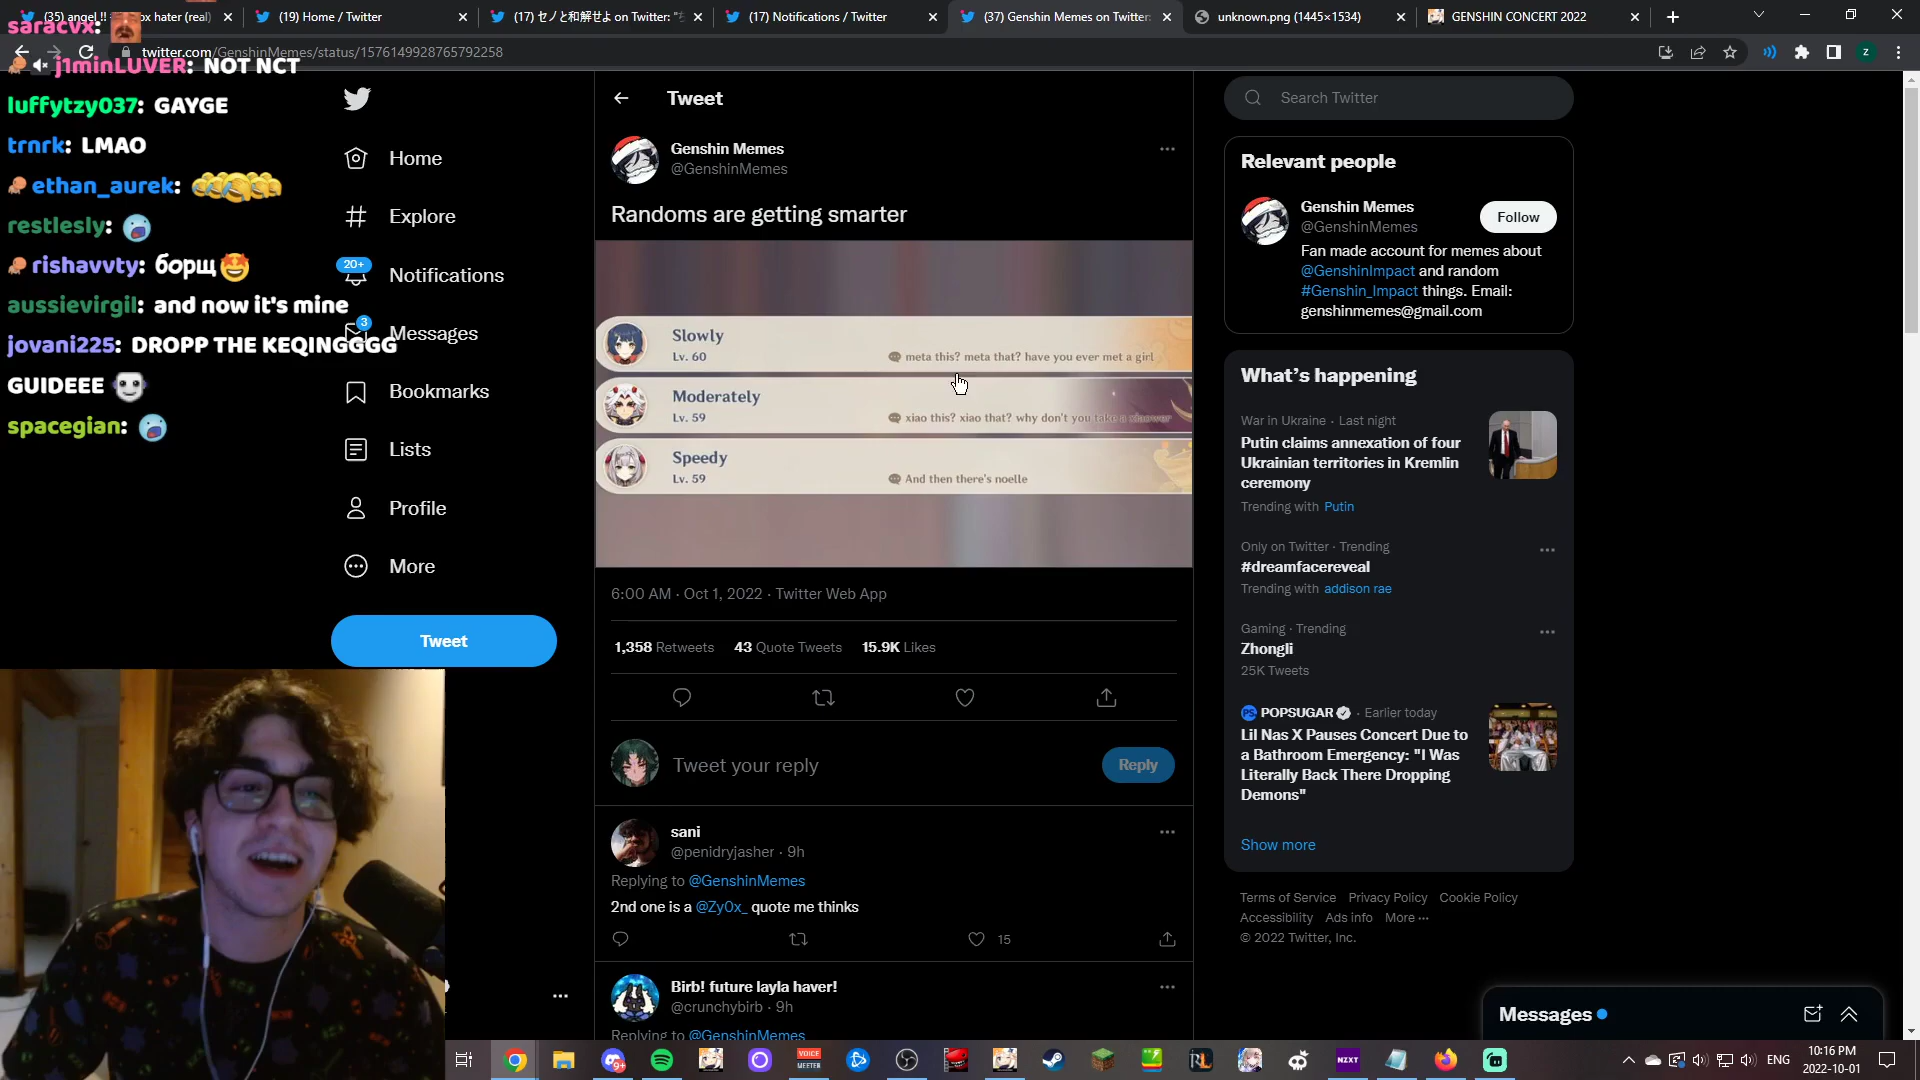 (35) angel !! ox hater (real)
(19) Home / Twitter
(17) セノと和解せよ on Twitter: "ち
(17) Notifications / Twitter
(37) Genshin Memes on Twitter:
unknown.png (1445×1534)
GENSHIN CONCERT 2022
twitter.com/GenshinMemes/status/1576149928765792258
saracvx:
j1minLUVER: NOT NCT
luffytzy037: GAYGE
trnrk: LMAO
ethan_aurek:
restlesly:
rishavvty: борщ
aussievirgil: and now it's mine
jovani225: DROPP THE KEQINGGGG
GUIDEEE
spacegian:
Home
Explore
20+
Notifications
3
Messages
Bookmarks
Lists
Profile
More
Tweet
Tweet
Genshin Memes
@GenshinMemes
Randoms are getting smarter
Slowly
Lv. 60
meta this? meta that? have you ever met a girl
Moderately
Lv. 59
xiao this? xiao that? why don't you take a xiaower
Speedy
Lv. 59
And then there's noelle
6:00 AM · Oct 1, 2022 · Twitter Web App
1,358 Retweets 43 Quote Tweets 15.9K Likes
Tweet your reply
Reply
sani
@penidryjasher · 9h
Replying to @GenshinMemes
2nd one is a @Zy0x_ quote me thinks
15
Birb! future layla haver!
@crunchybirb · 9h
Replying to @GenshinMemes
Search Twitter
Relevant people
Genshin Memes
@GenshinMemes
Follow
Fan made account for memes about
@GenshinImpact and random
#Genshin_Impact things. Email:
genshinmemes@gmail.com
What's happening
War in Ukraine · Last night
Putin claims annexation of four
Ukrainian territories in Kremlin
ceremony
Trending with Putin
Only on Twitter · Trending
#dreamfacereveal
Trending with addison rae
Gaming · Trending
Zhongli
25K Tweets
PS POPSUGAR · Earlier today
Lil Nas X Pauses Concert Due to
a Bathroom Emergency: "I Was
Literally Back There Dropping
Demons"
Show more
Terms of Service Privacy Policy Cookie Policy
Accessibility Ads info More ···
© 2022 Twitter, Inc.
Messages
z
9+
VOICE
MEETER
RL
NZXT
ENG
10:16 PM
2022-10-01